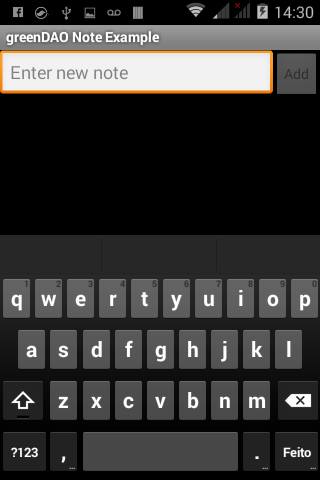 14:30
greenDAO Note Example
Enter new note Add
1 2 3 4 5 6 7 8 9 0
q w e r t y u i o p
a s d f g h j k l
z x c v b n m
?123 , . Feito